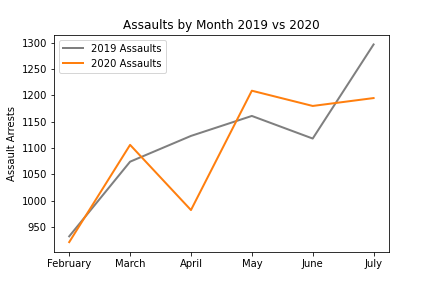 Assaults by Month 2019 vs 2020
2019 Assaults
2020 Assaults
Assault Arrests
1300
1250
1200
1150
1100
1050
1000
950
February March April May June July